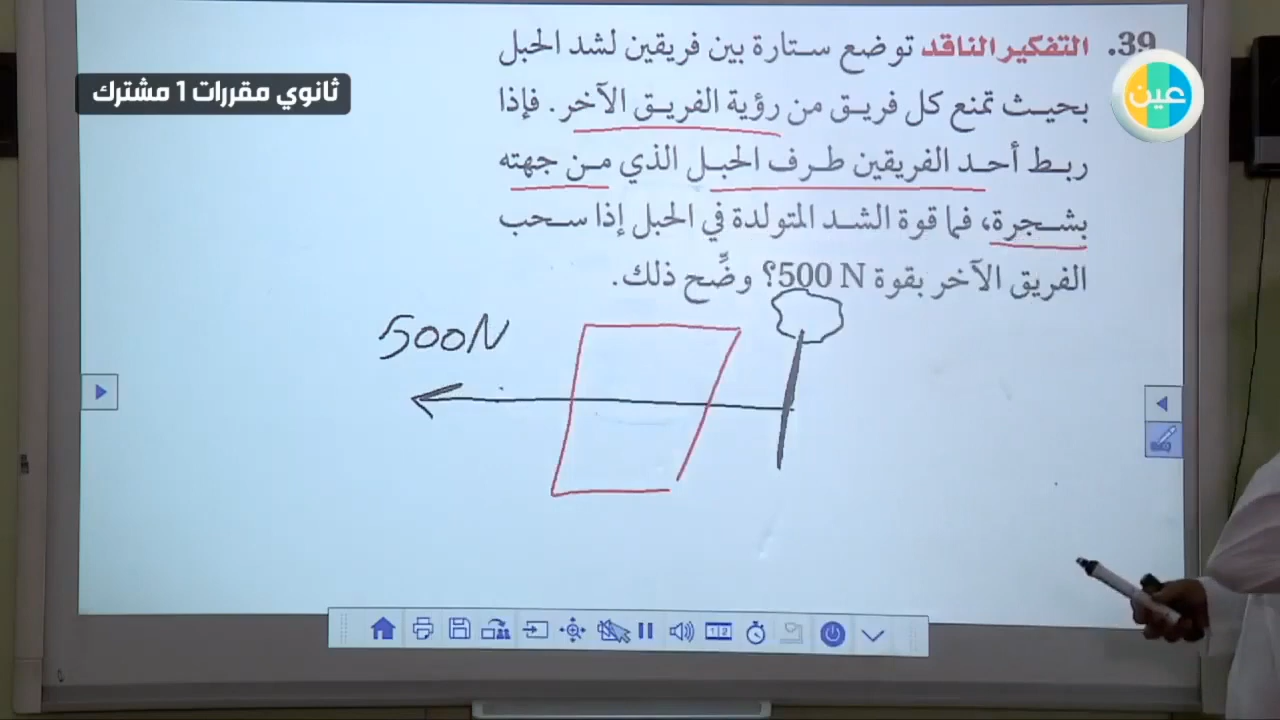 39. التفكير الناقد توضع ستارة بين فريقين لشد الحبل
بحيث تمنع كل فريق من رؤية الفريق الآخر. فإذا
ربط أحد الفريقين طرف الحبل الذي من جهته
بشجرة، فما قوة الشد المتولدة في الحبل إذا سحب
الفريق الآخر بقوة 500 N؟ وضِّح ذلك.
ثانوي مقررات 1 مشترك
عين
500N
1 2